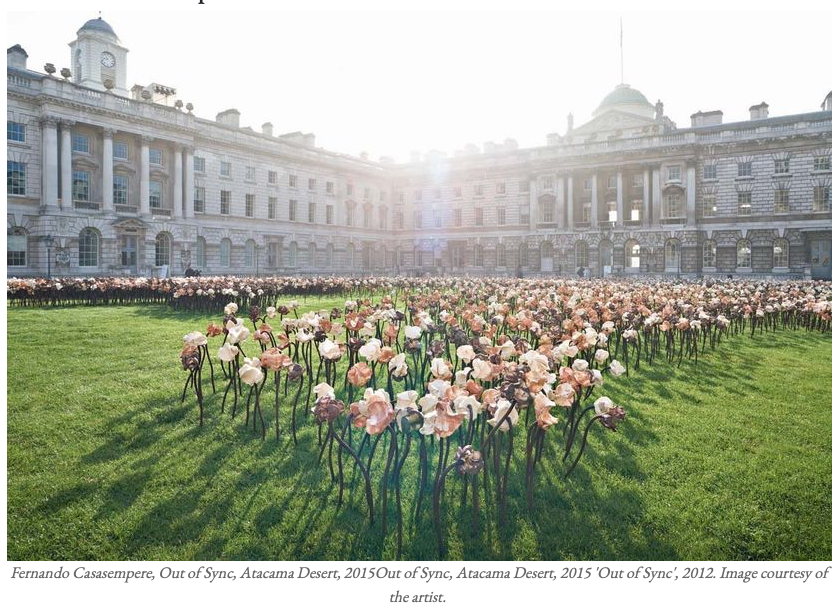 Fernando Casasempere, Out of Sync, Atacama Desert, 2015Out of Sync, Atacama Desert, 2015 'Out of Sync', 2012. Image courtesy of
the artist.